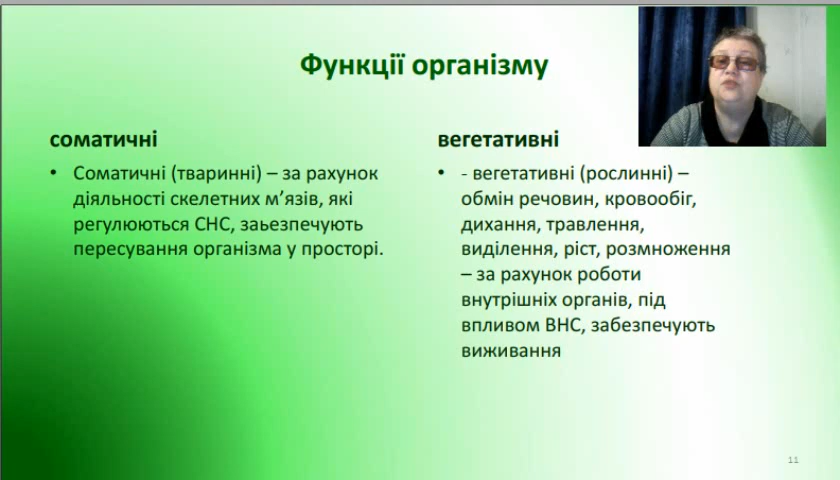 Функції організму
соматичні
• Соматичні (тваринні) – за рахунок
діяльності скелетних м’язів, які
регулюються СНС, заьезпечують
пересування організма у просторі.
вегетативні
• - вегетативні (рослинні) –
обмін речовин, кровообіг,
дихання, травлення,
виділення, ріст, розмноження
– за рахунок роботи
внутрішніх органів, під
впливом ВНС, забезпечують
виживання
11